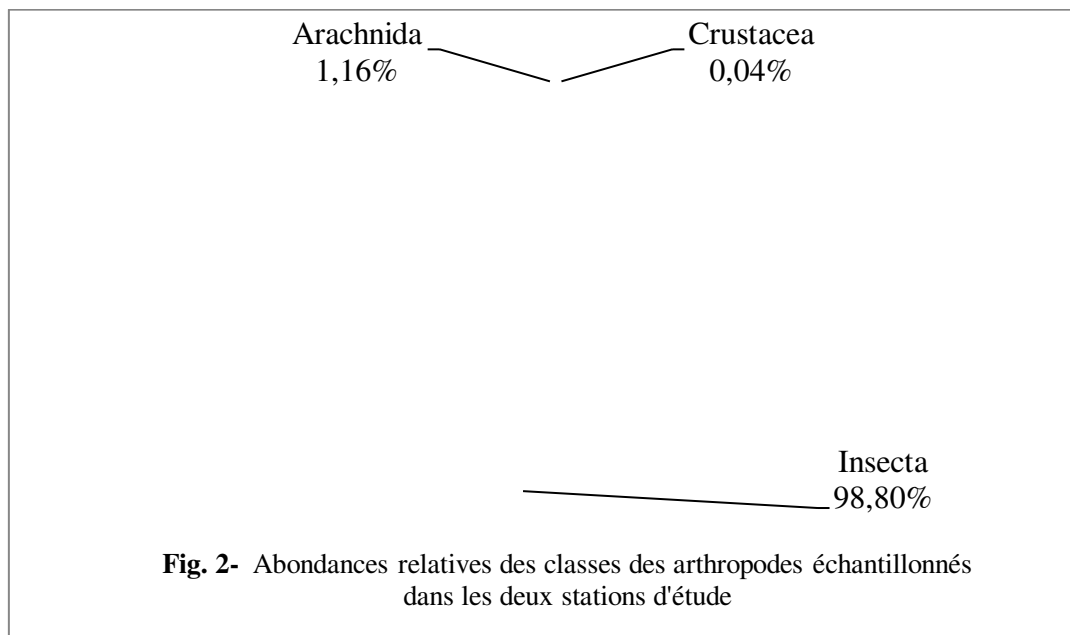 Arachnida
1,16%
Crustacea
0,04%
Insecta
98,80%
Fig. 2- Abondances relatives des classes des arthropodes échantillonnés
dans les deux stations d'étude